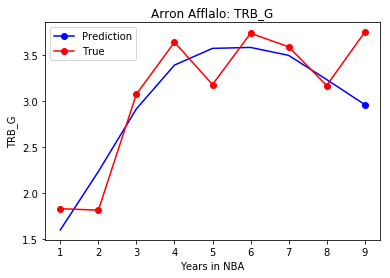 Arron Afflalo: TRB_G
Prediction
True
3.5
3.0
2.5
2.0
1.5
TRB_G
1 2 3 4 5 6 7 8 9
Years in NBA